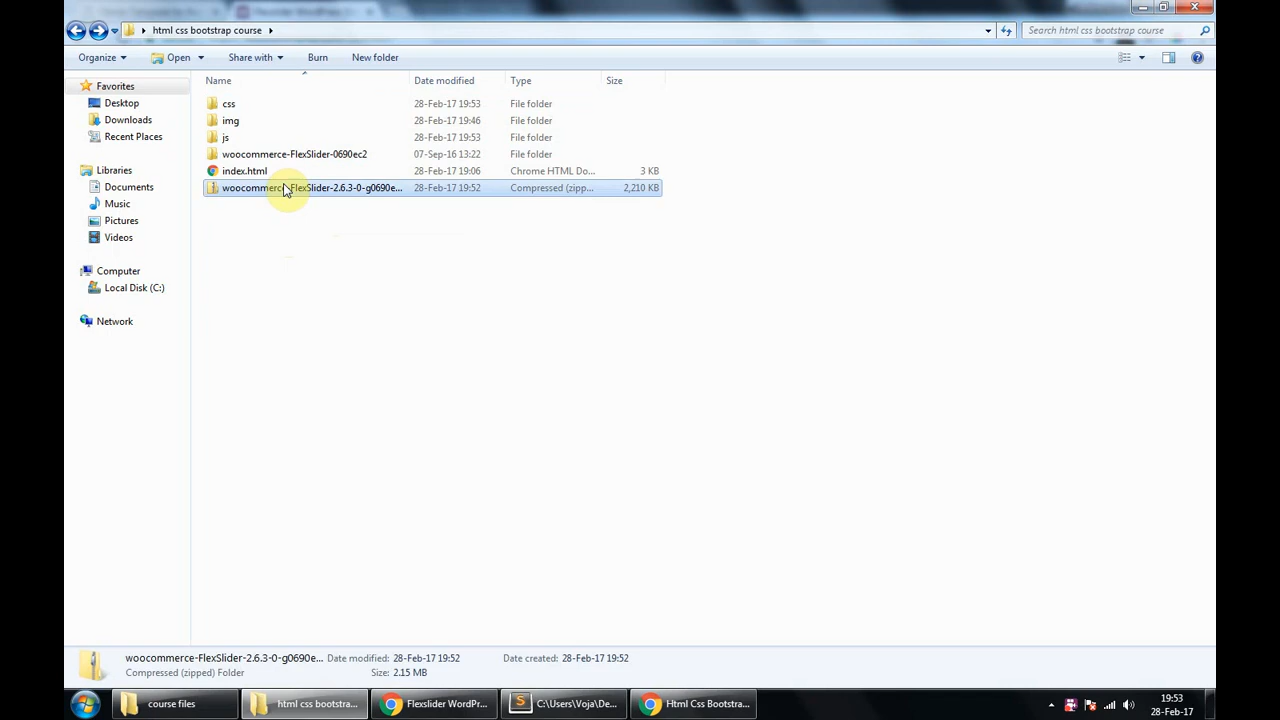 html css bootstrap course
Search html css bootstrap course
Organize
Open
Share with
Burn
New folder
Name
Date modified
Type
Size
Favorites
Desktop
Downloads
Recent Places
Libraries
Documents
Music
Pictures
Videos
Computer
Local Disk (C:)
Network
css 28-Feb-17 19:53 File folder
img 28-Feb-17 19:46 File folder
js 28-Feb-17 19:53 File folder
woocommerce-FlexSlider-0690ec2 07-Sep-16 13:22 File folder
index.html 28-Feb-17 19:06 Chrome HTML Do... 3 KB
woocommerce-FlexSlider-2.6.3-0-g0690e... 28-Feb-17 19:52 Compressed (zipp... 2,210 KB
woocommerce-FlexSlider-2.6.3-0-g0690e... Date modified: 28-Feb-17 19:52 Date created: 28-Feb-17 19:52
Compressed (zipped) Folder Size: 2.15 MB
course files
html css bootstra...
Flexslider WordPr...
C:\Users\Voja\De...
Html Css Bootstra...
19:53
28-Feb-17